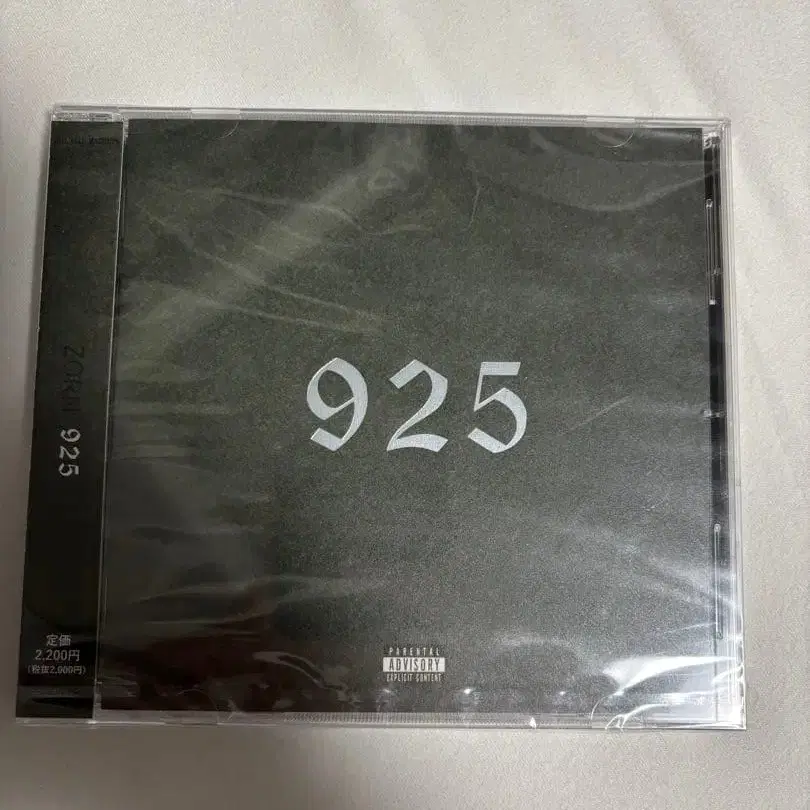 ZORN 925
定価
2,200円
(税抜2,000円)
925
PARENTAL
ADVISORY
EXPLICIT CONTENT